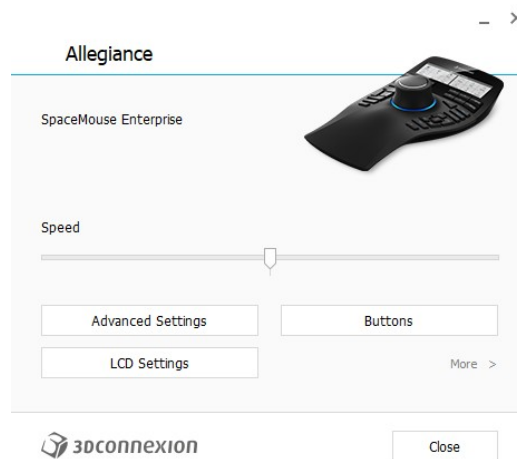 Allegiance
SpaceMouse Enterprise
Speed
Advanced Settings
Buttons
LCD Settings
More >
3DCONNEXION
Close